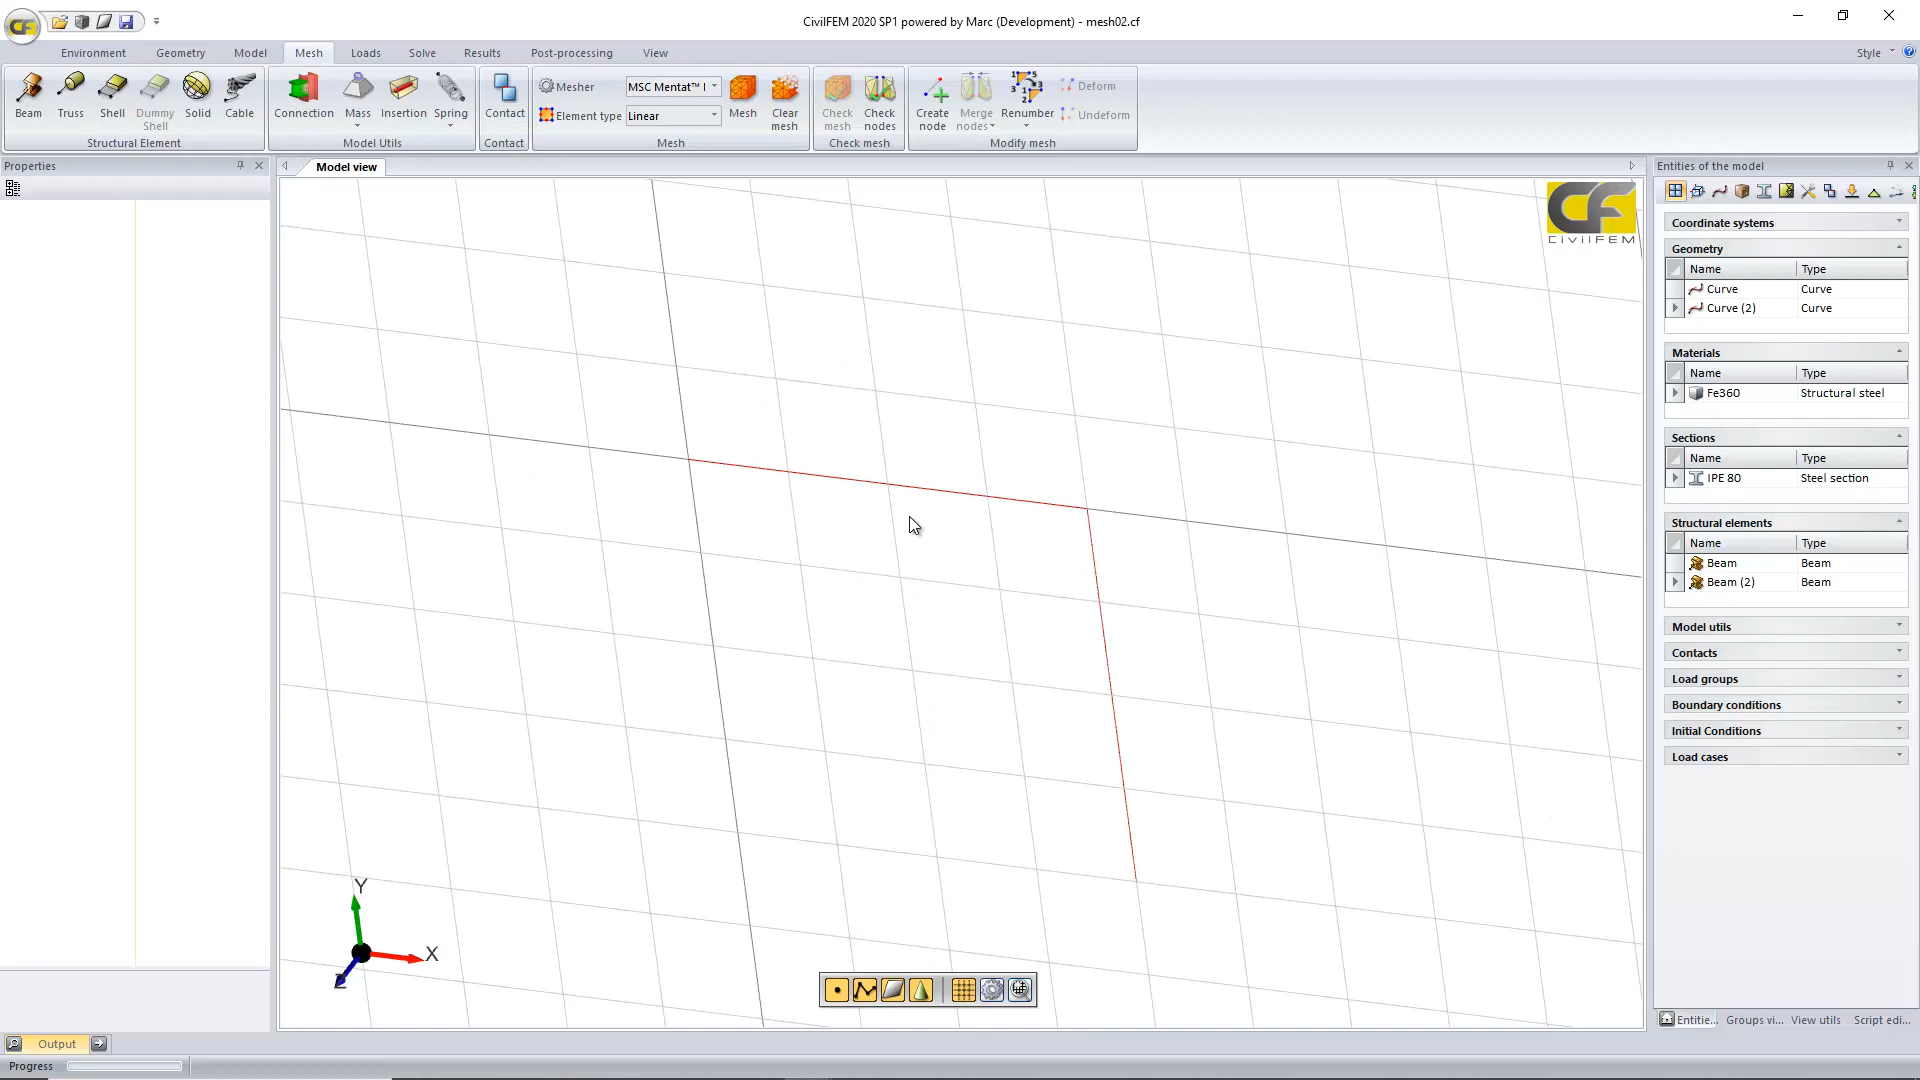 CivilFEM 2020 SP1 powered by Marc (Development) - mesh02.cf
Environment Geometry Model Mesh Loads Solve Results Post-processing View Style
Beam Truss Shell Dummy Shell Solid Cable
Structural Element
Connection Mass Insertion Spring
Model Utils
Contact
Contact
Mesher MSC Mentat™ I
Element type Linear
Mesh Clear mesh
Mesh
Check mesh Check nodes
Check mesh
Create node Merge nodes Renumber
Deform
Undeform
Modify mesh
Properties
Model view
CF
CIVILFEM
Y
X
Z
Entities of the model
Coordinate systems
Geometry
Name Type
Curve Curve
Curve (2) Curve
Materials
Name Type
Fe360 Structural steel
Sections
Name Type
IPE 80 Steel section
Structural elements
Name Type
Beam Beam
Beam (2) Beam
Model utils
Contacts
Load groups
Boundary conditions
Initial Conditions
Load cases
Entitie... Groups vi... View utils Script edi...
Output
Progress